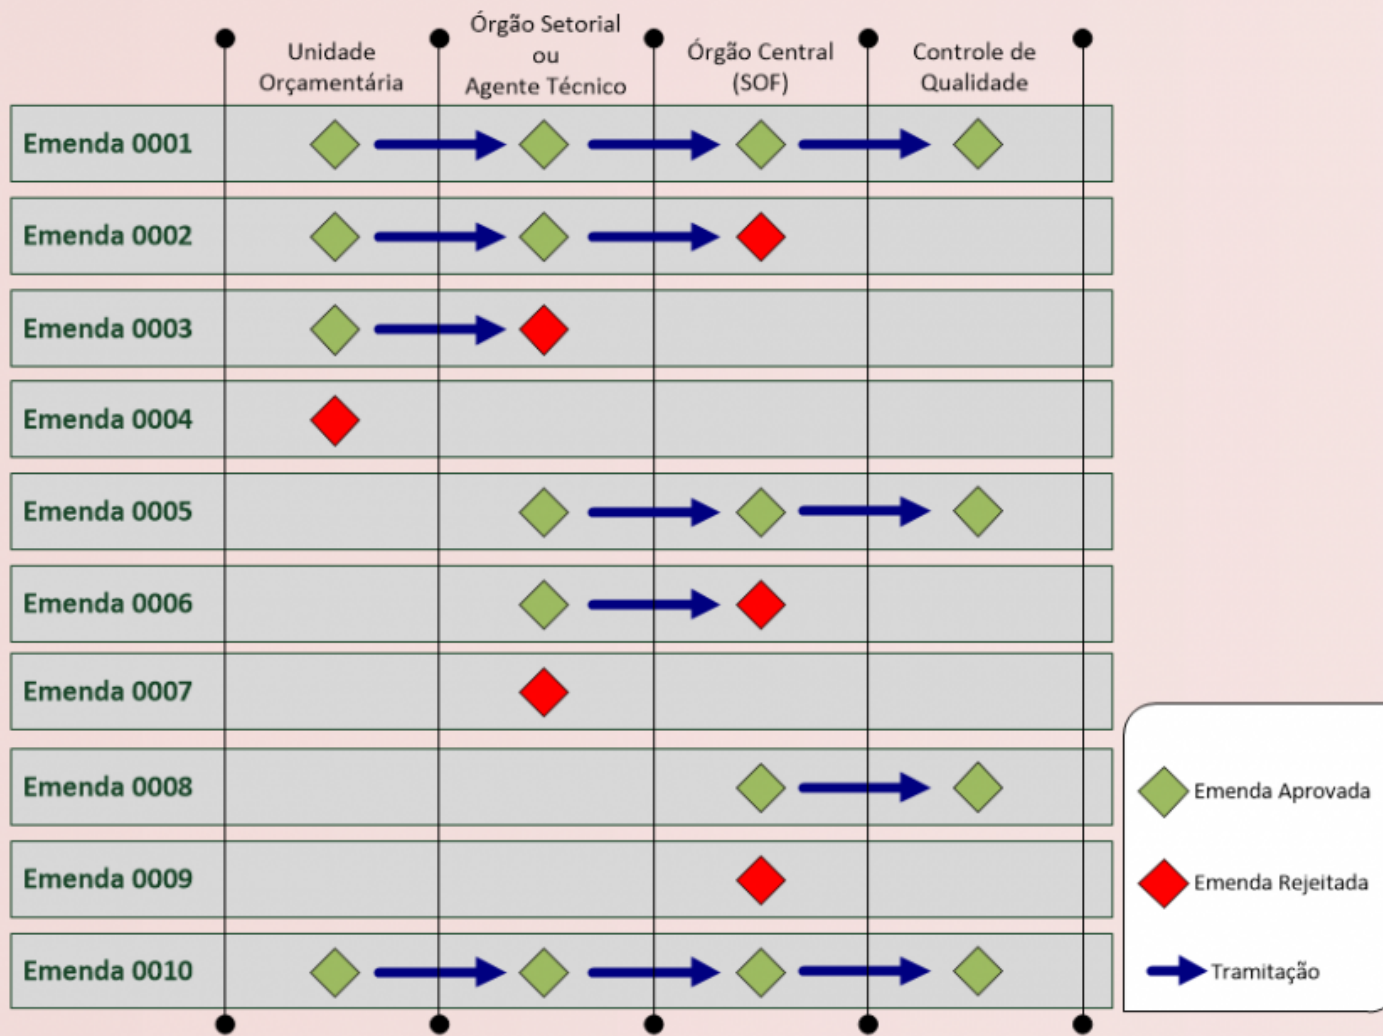 Unidade
Orçamentária
Órgão Setorial
ou
Agente Técnico
Órgão Central
(SOF)
Controle de
Qualidade
Emenda 0001
Emenda 0002
Emenda 0003
Emenda 0004
Emenda 0005
Emenda 0006
Emenda 0007
Emenda 0008
Emenda 0009
Emenda 0010
Emenda Aprovada
Emenda Rejeitada
Tramitação